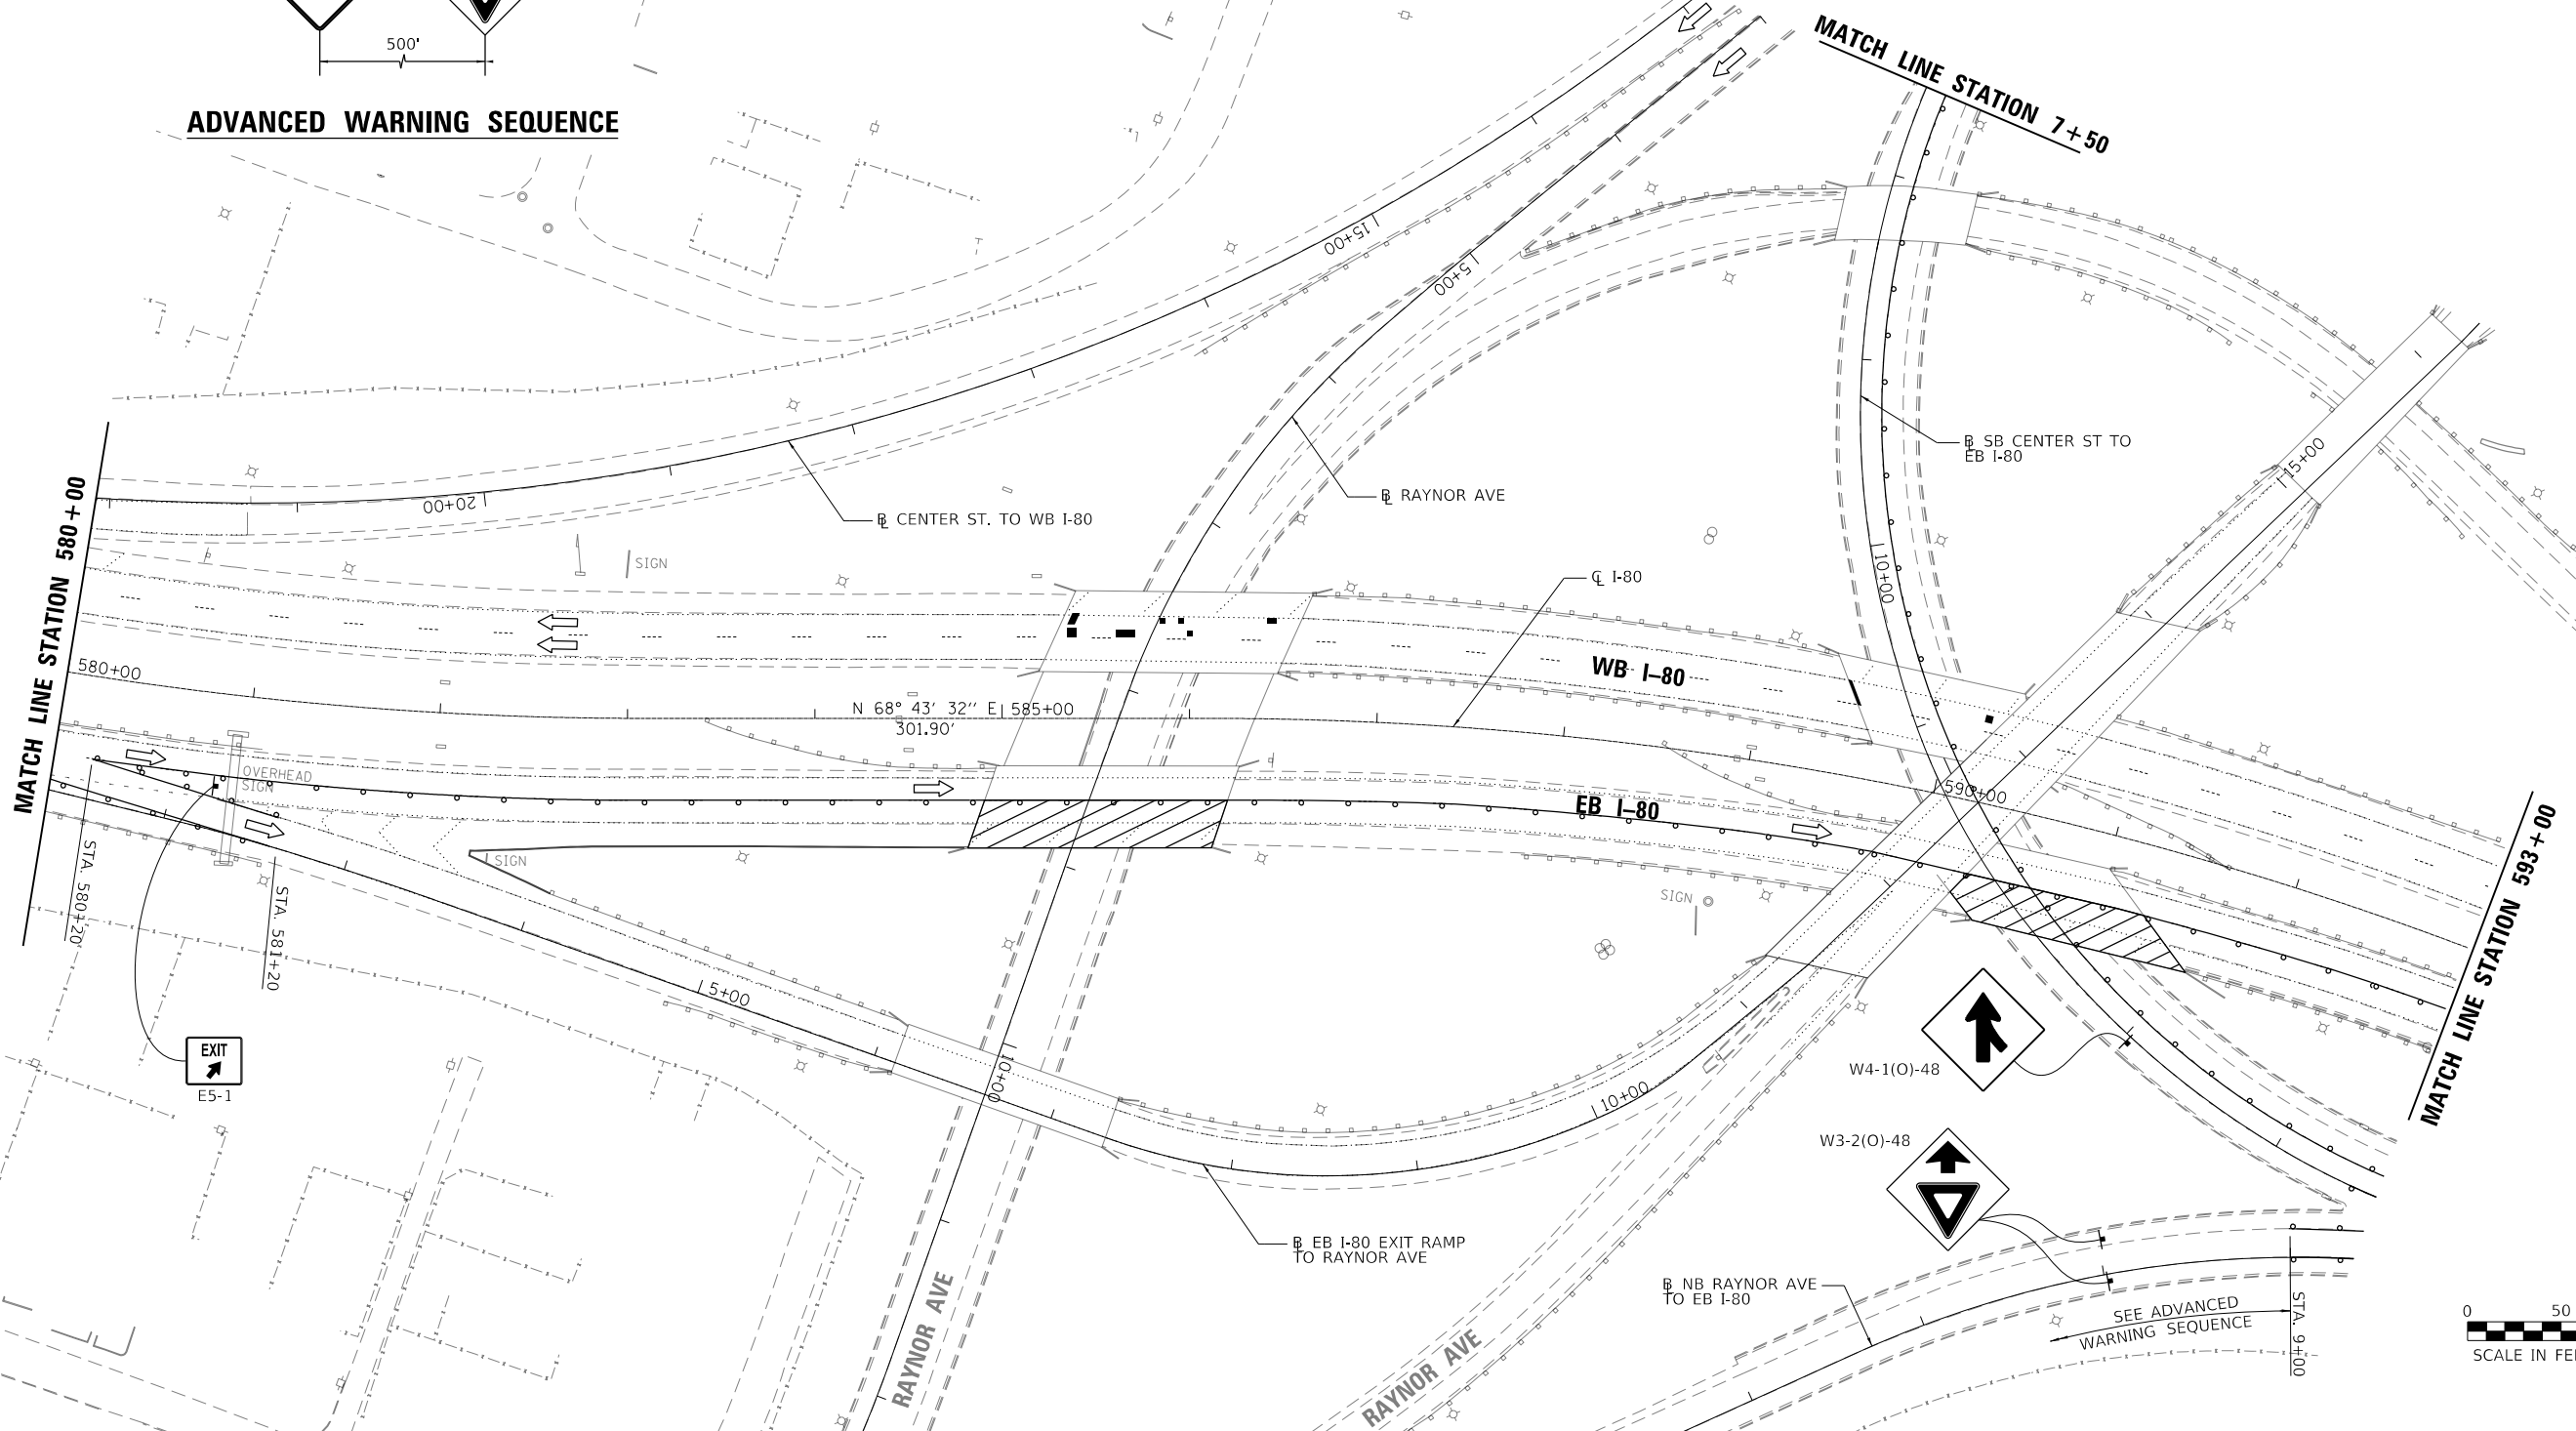 500'
ADVANCED WARNING SEQUENCE
MATCH LINE STATION 7+50
15+00
5+00
20+00
℄ CENTER ST. TO WB I-80
SIGN
B RAYNOR AVE
B SB CENTER ST TO
EB I-80
15+00
10+00
℄ I-80
MATCH LINE STATION 580+00
580+00
WB I-80
N 68° 43' 32" E
585+00
301.90'
OVERHEAD
SIGN
EB I-80
590+00
SIGN
SIGN
STA. 580+20
STA. 581+20
MATCH LINE STATION 593+00
5+00
EXIT
E5-1
10+00
10+00
W4-1(O)-48
W3-2(O)-48
B EB I-80 EXIT RAMP
TO RAYNOR AVE
B NB RAYNOR AVE
TO EB I-80
RAYNOR AVE
RAYNOR AVE
SEE ADVANCED
WARNING SEQUENCE
STA. 9+00
0 50
SCALE IN FE